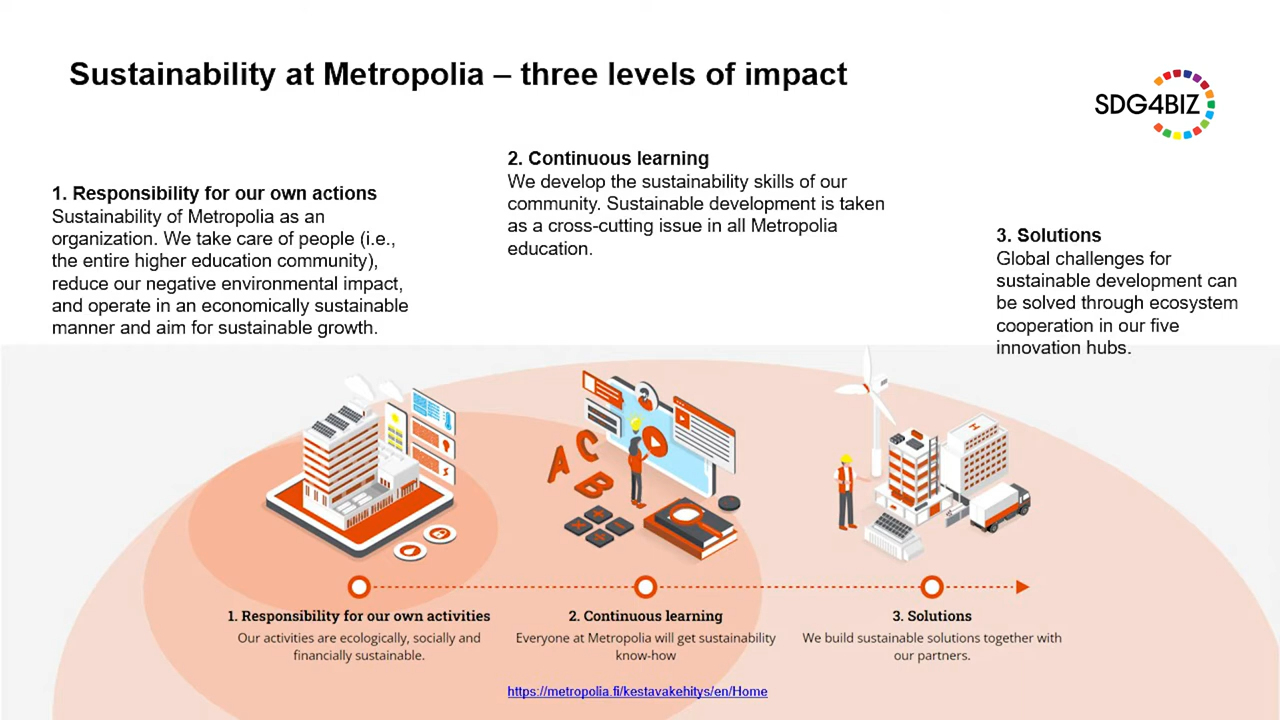 Sustainability at Metropolia – three levels of impact
SDG4BIZ
1. Responsibility for our own actions
Sustainability of Metropolia as an
organization. We take care of people (i.e.,
the entire higher education community),
reduce our negative environmental impact,
and operate in an economically sustainable
manner and aim for sustainable growth.
2. Continuous learning
We develop the sustainability skills of our
community. Sustainable development is taken
as a cross-cutting issue in all Metropolia
education.
3. Solutions
Global challenges for
sustainable development can
be solved through ecosystem
cooperation in our five
innovation hubs.
A
C
B
H
1. Responsibility for our own activities
Our activities are ecologically, socially and
financially sustainable.
2. Continuous learning
Everyone at Metropolia will get sustainability
know-how
3. Solutions
We build sustainable solutions together with
our partners.
https://metropolia.fi/kestavakehitys/en/Home